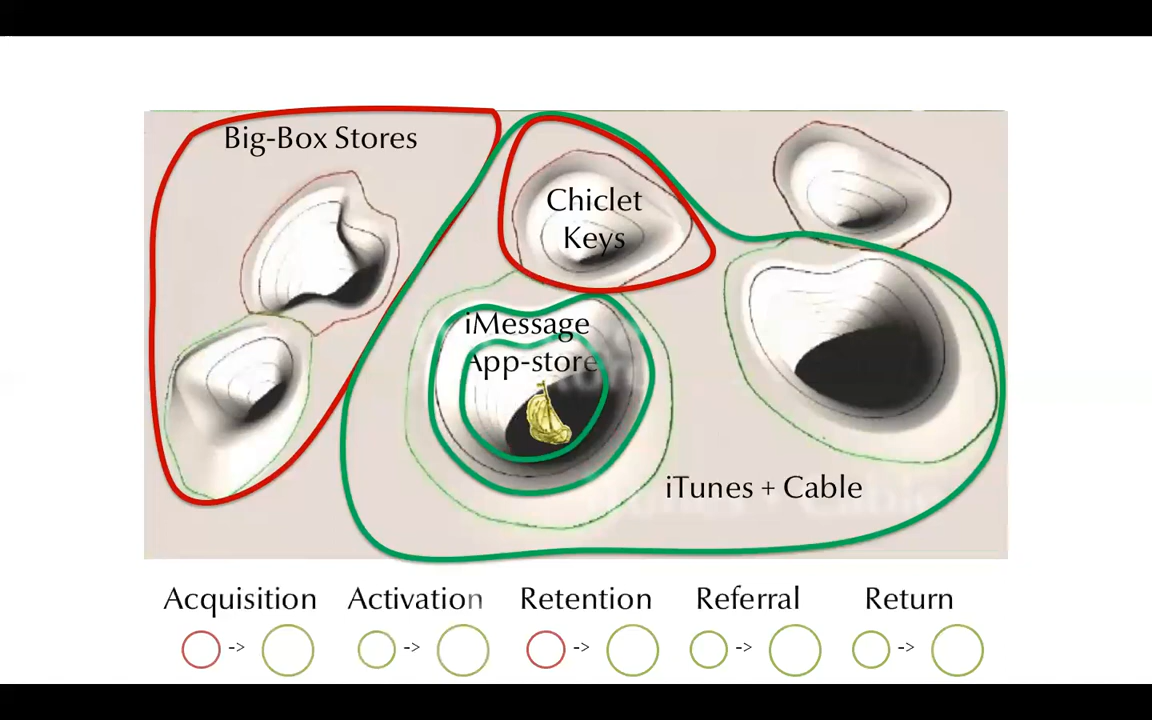 Big-Box Stores
Chiclet
Keys
iMessage
App-store
iTunes + Cable
Acquisition Activation Retention Referral Return
-> -> -> -> ->